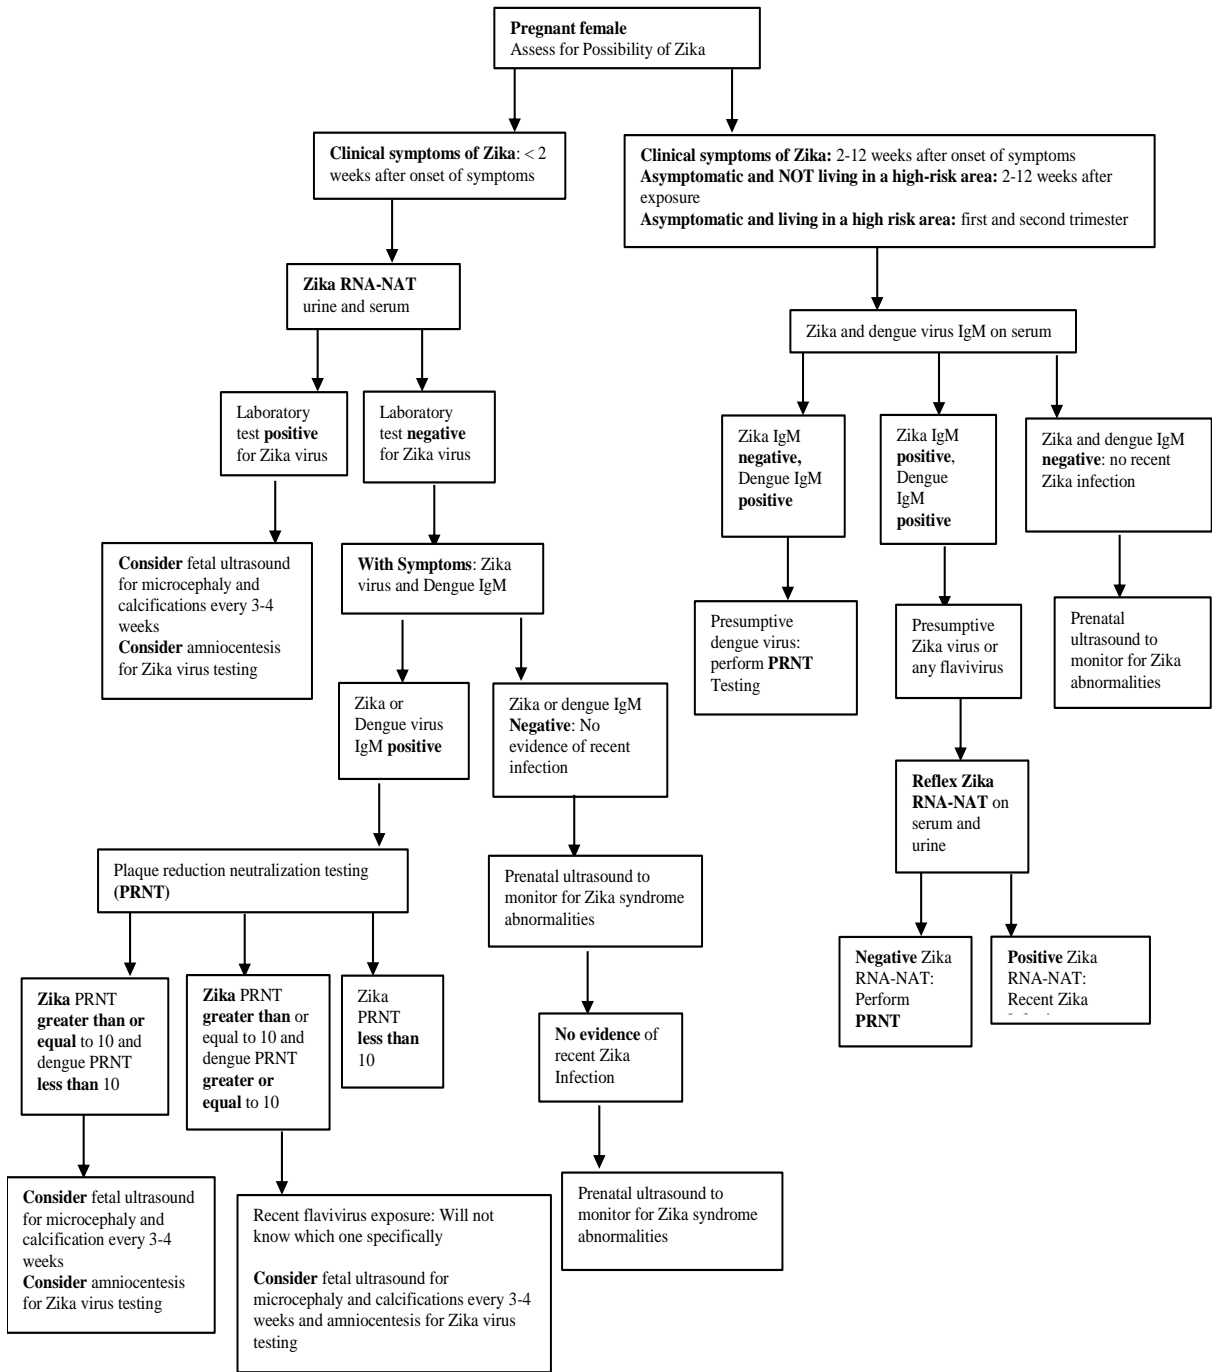 Pregnant female
Assess for Possibility of Zika
Clinical symptoms of Zika: < 2
weeks after onset of symptoms
Clinical symptoms of Zika: 2-12 weeks after onset of symptoms
Asymptomatic and NOT living in a high-risk area: 2-12 weeks after
exposure
Asymptomatic and living in a high risk area: first and second trimester
Zika RNA-NAT
urine and serum
Zika and dengue virus IgM on serum
Laboratory
test positive
for Zika virus
Laboratory
test negative
for Zika virus
Zika IgM
negative,
Dengue IgM
positive
Zika IgM
positive,
Dengue
IgM
positive
Zika and dengue IgM
negative: no recent
Zika infection
Consider fetal ultrasound
for microcephaly and
calcifications every 3-4
weeks
Consider amniocentesis
for Zika virus testing
With Symptoms: Zika
virus and Dengue IgM
Presumptive
dengue virus:
perform PRNT
Testing
Presumptive
Zika virus or
any flavivirus
Prenatal
ultrasound to
monitor for Zika
abnormalities
Zika or
Dengue virus
IgM positive
Zika or dengue IgM
Negative: No
evidence of recent
infection
Reflex Zika
RNA-NAT on
serum and
urine
Plaque reduction neutralization testing
(PRNT)
Prenatal ultrasound to
monitor for Zika syndrome
abnormalities
Negative Zika
RNA-NAT:
Perform
PRNT
Positive Zika
RNA-NAT:
Recent Zika
Zika PRNT
greater than or
equal to 10 and
dengue PRNT
less than 10
Zika PRNT
greater than or
equal to 10 and
dengue PRNT
greater or
equal to 10
Zika
PRNT
less than
10
No evidence of
recent Zika
Infection
Consider fetal ultrasound
for microcephaly and
calcification every 3-4
weeks
Consider amniocentesis
for Zika virus testing
Recent flavivirus exposure: Will not
know which one specifically
Consider fetal ultrasound for
microcephaly and calcifications every 3-4
weeks and amniocentesis for Zika virus
testing
Prenatal ultrasound to
monitor for Zika syndrome
abnormalities